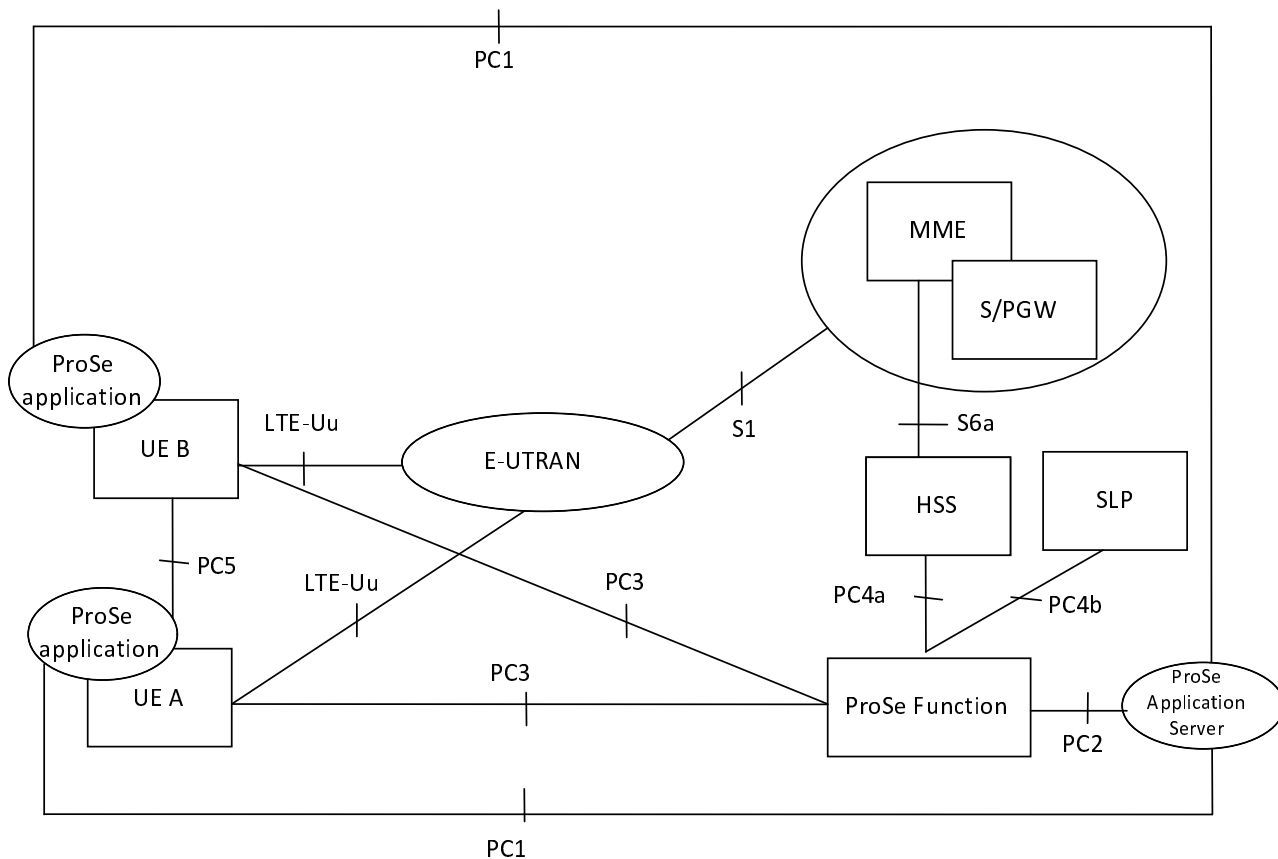 PC1
MME
S/PGW
ProSe
application
UE B
LTE-Uu
E-UTRAN
S1
S6a
HSS
SLP
PC5
LTE-Uu
PC3
PC4a
PC4b
ProSe
application
UE A
PC3
ProSe Function
ProSe
Application
Server
PC2
PC1